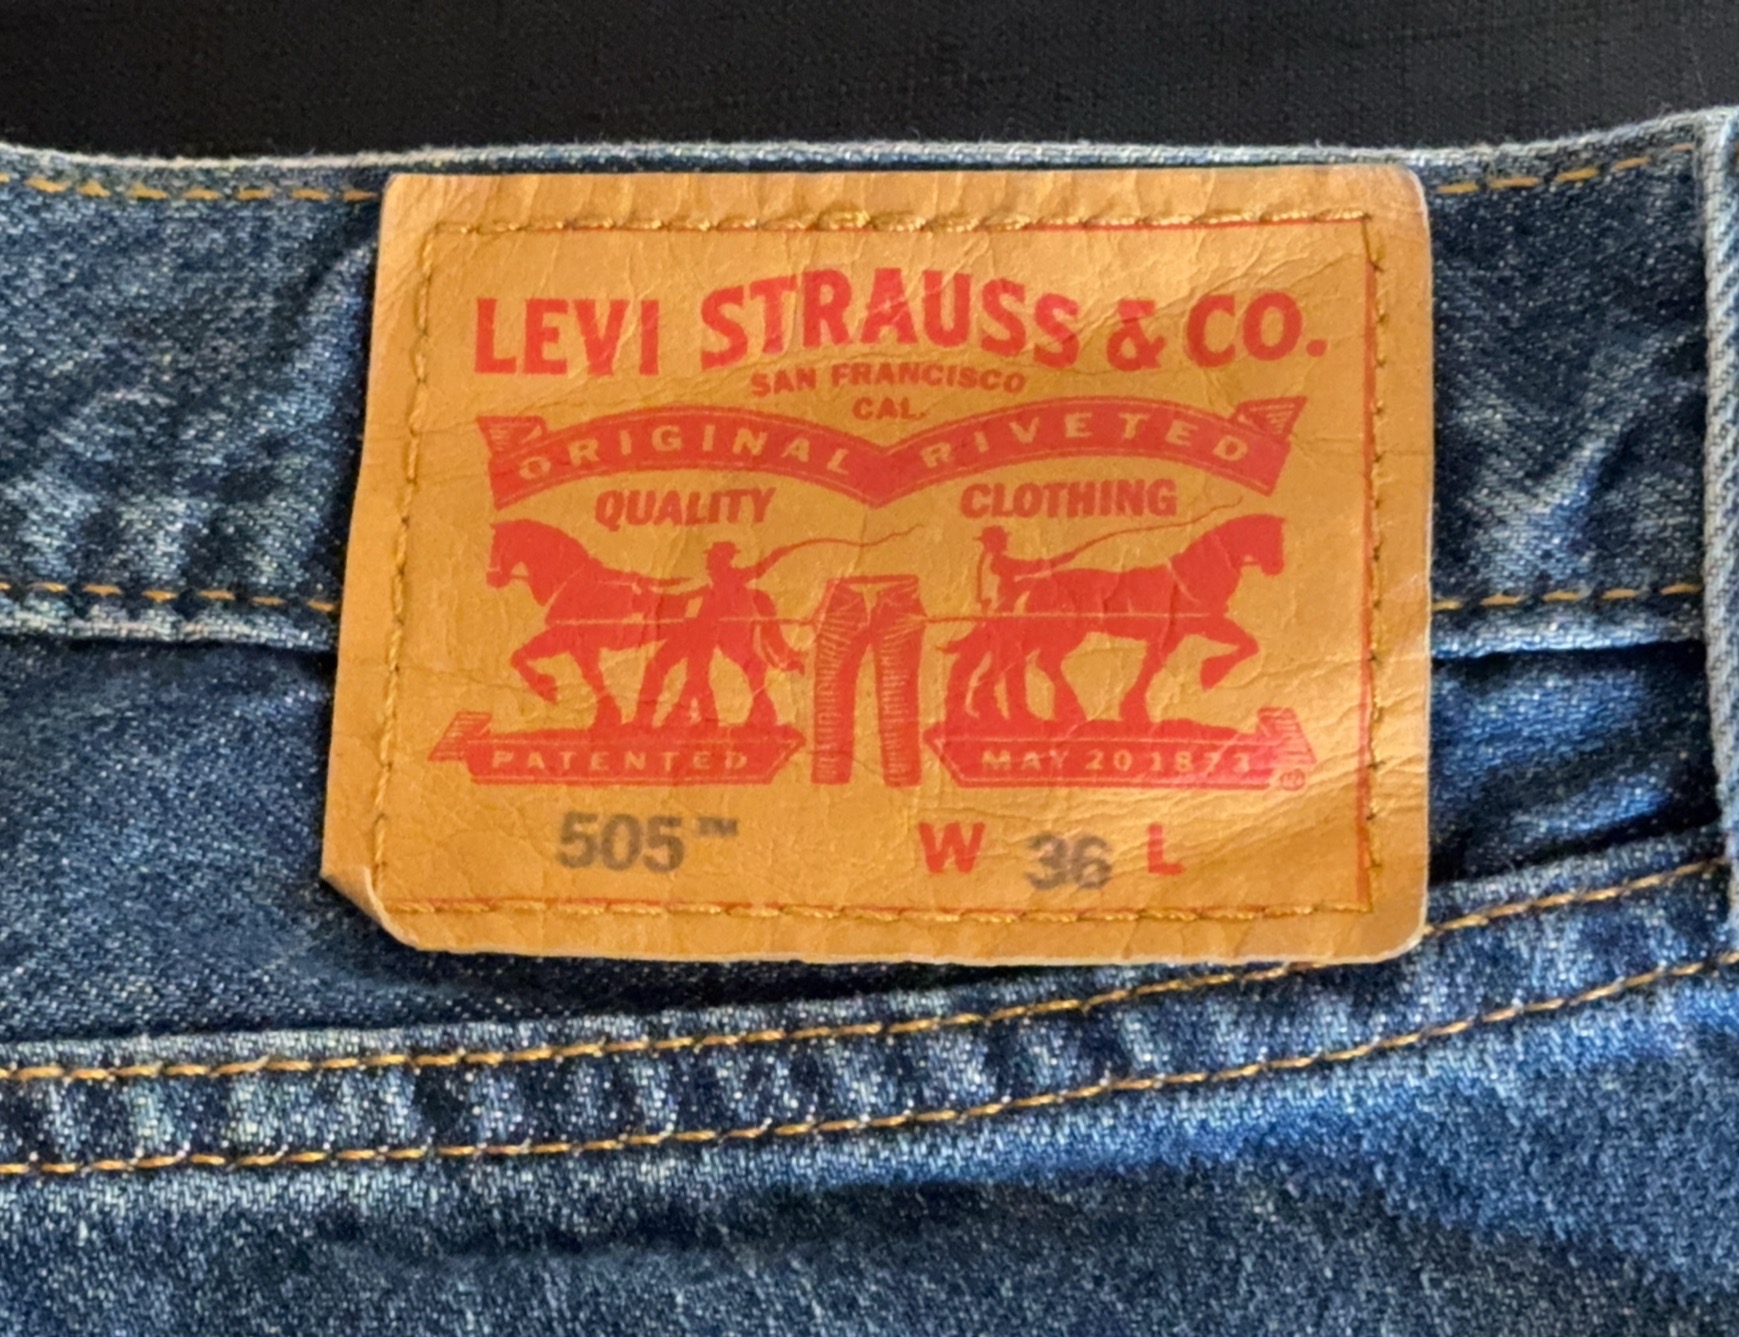 LEVI STRAUSS & CO.
SAN FRANCISCO
CAL.
ORIGINAL RIVETED
QUALITY CLOTHING
PATENTED MAY 20 1873
505™ W 36 L